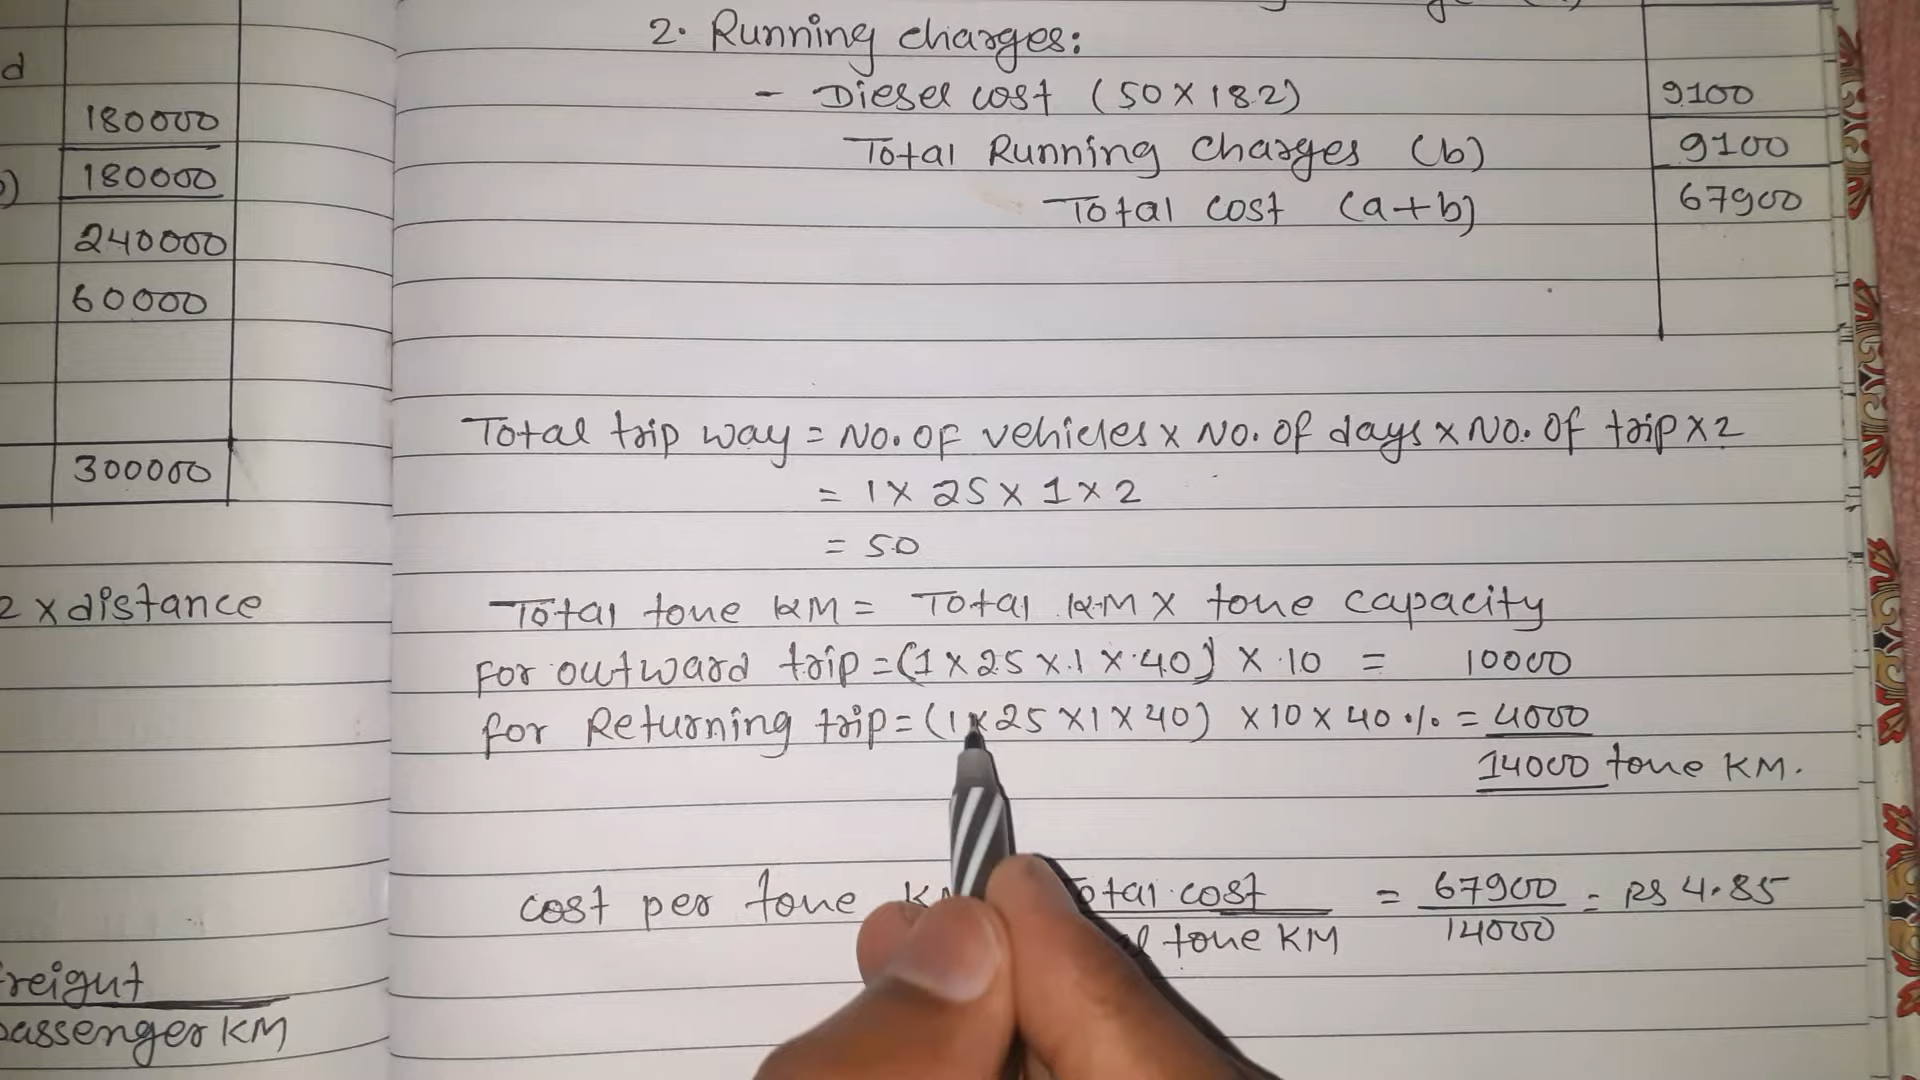 d
180000
180000
240000
60000
300000
2 x distance
reigut
passenger KM
2. Running charges:
- Diesel cost (50 X 182) 9100
Total Running Charges (b) 9100
Total cost (a+b) 67900
Total trip way = No. of vehicles x No. of days x No. of trip x 2
= 1 X 25 X 1 X 2
= 50
Total tone KM = Total KM X tone capacity
For outward trip = (1 X 25 X 1 X 40) X 10 = 10000
for Returning trip = (1 X 25 X 1 X 40) X 10 X 40 % = 4000
14000 tone KM.
cost per tone otal cost = 67900 = RS 4.85
tone KM 14000